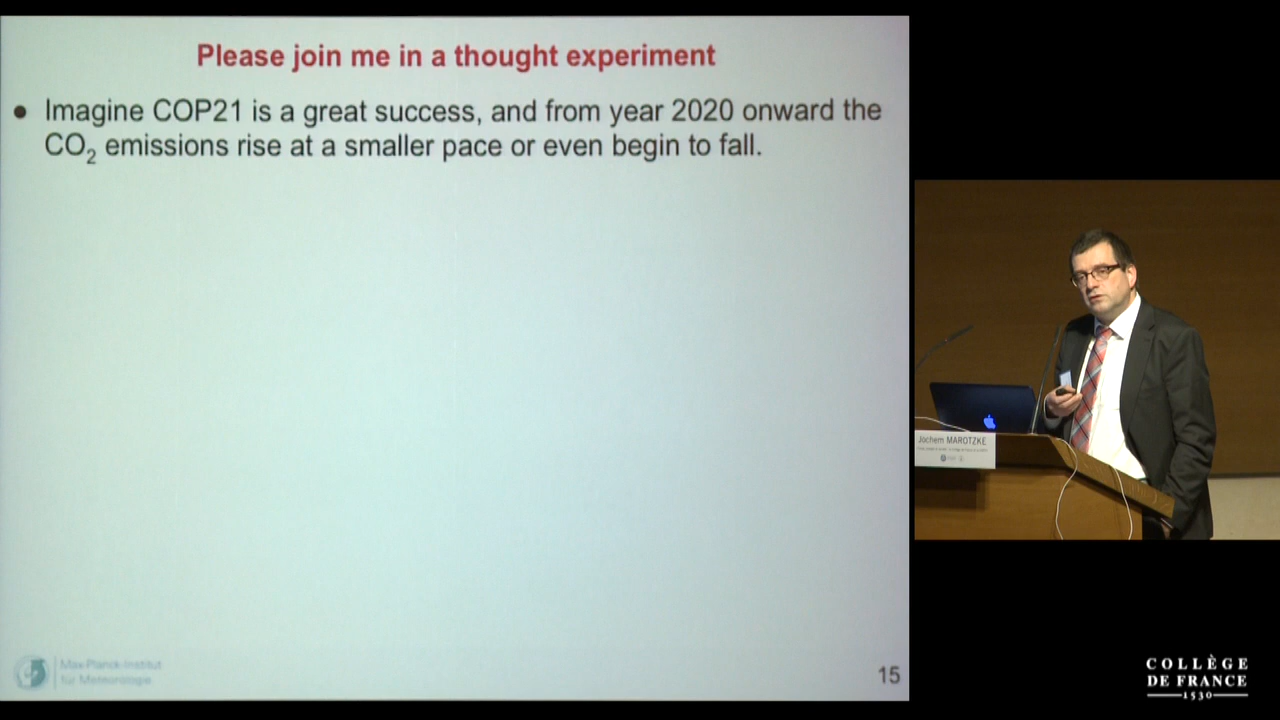 Please join me in a thought experiment
● Imagine COP21 is a great success, and from year 2020 onward the
CO₂ emissions rise at a smaller pace or even begin to fall.
Max-Planck-Institut
für Meteorologie
15
Jochem MAROTZKE
COLLÈGE
DE FRANCE
1530